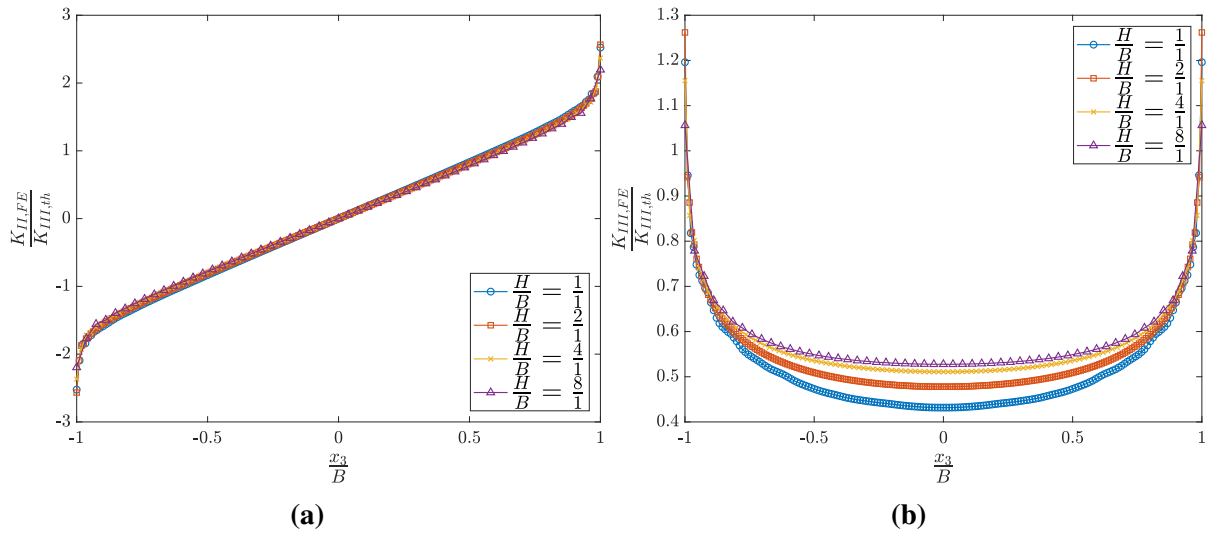 3
2
1
0
-1
-2
-3
-1
-0.5
0
0.5
1
K_{II,FE}
K_{III,th}
x_3
B
H/B = 1/1
H/B = 2/1
H/B = 4/1
H/B = 8/1
(a)
1.3
1.2
1.1
1
0.9
0.8
0.7
0.6
0.5
0.4
-1
-0.5
0
0.5
1
K_{III,FE}
K_{III,th}
x_3
B
H/B = 1/1
H/B = 2/1
H/B = 4/1
H/B = 8/1
(b)